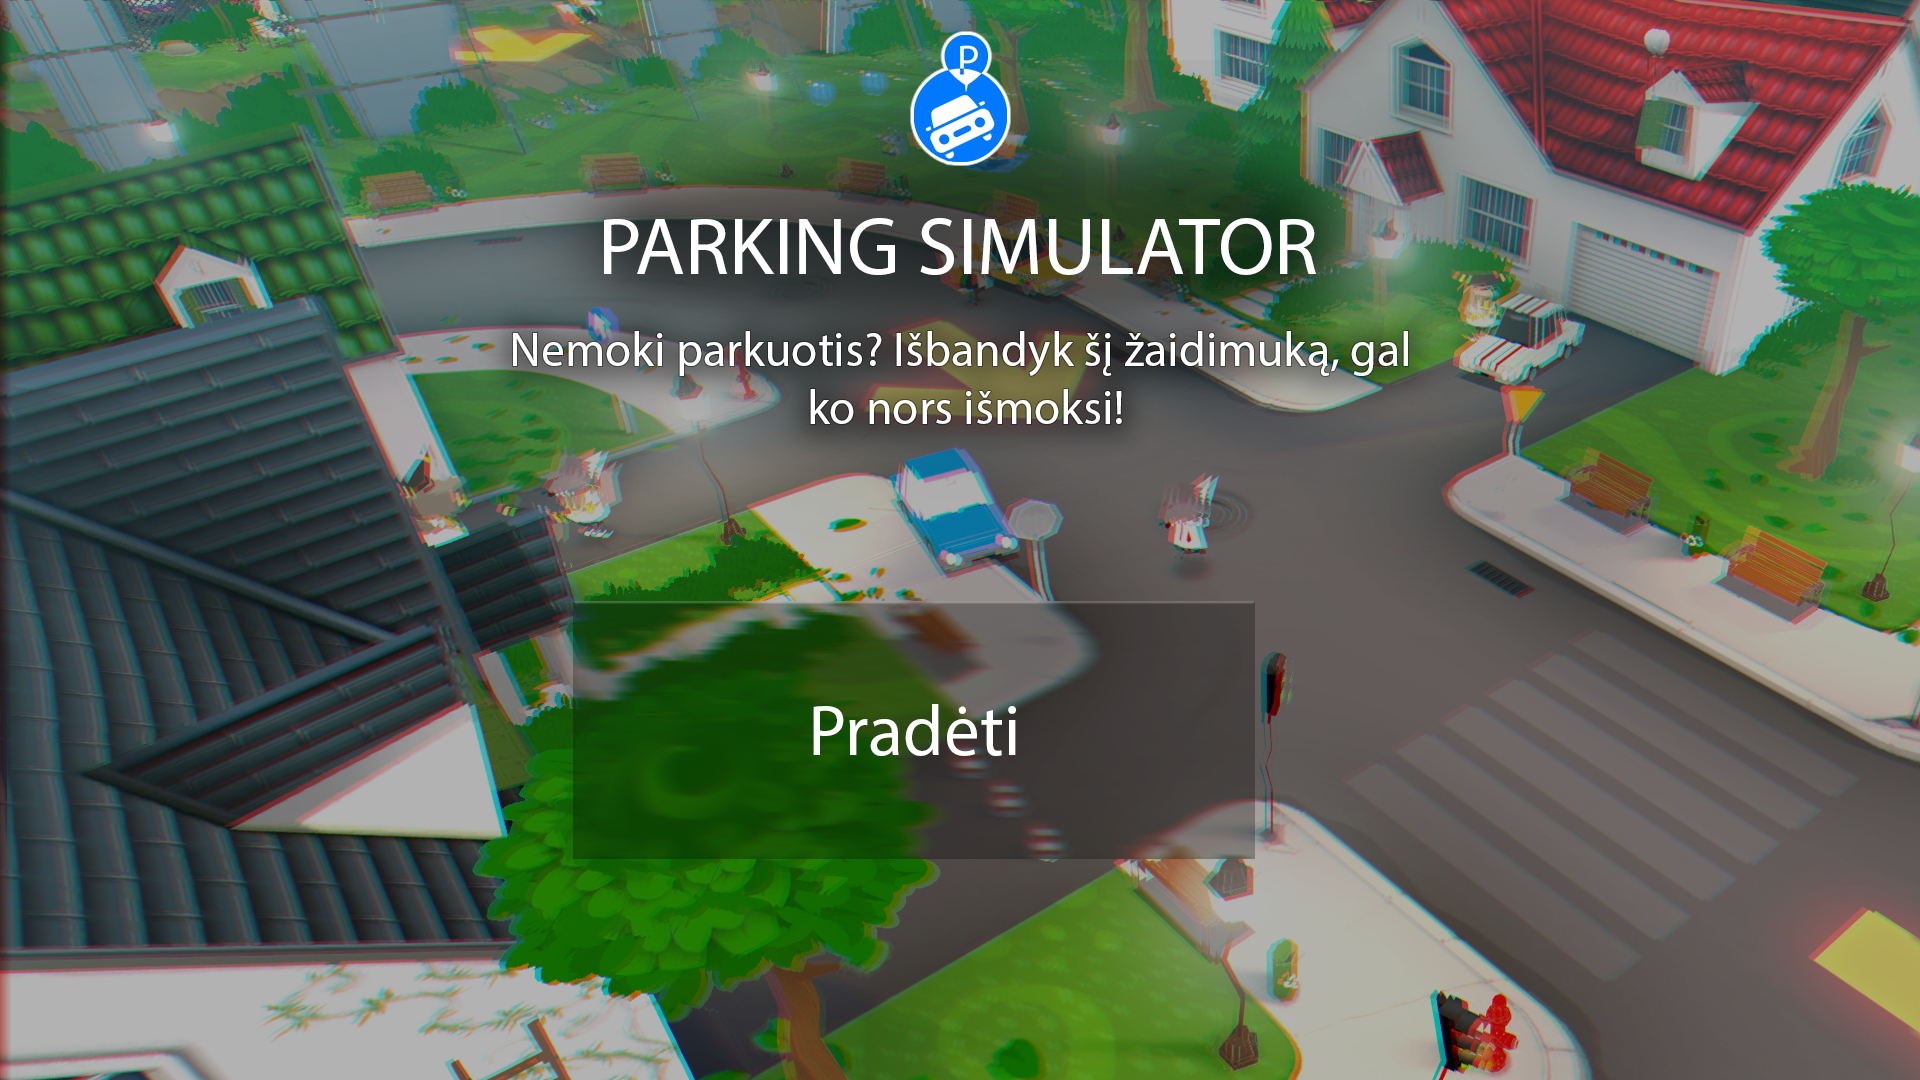 P
PARKING SIMULATOR
Nemoki parkuotis? Išbandyk šį žaidimuką, gal
ko nors išmoksi!
Pradėti